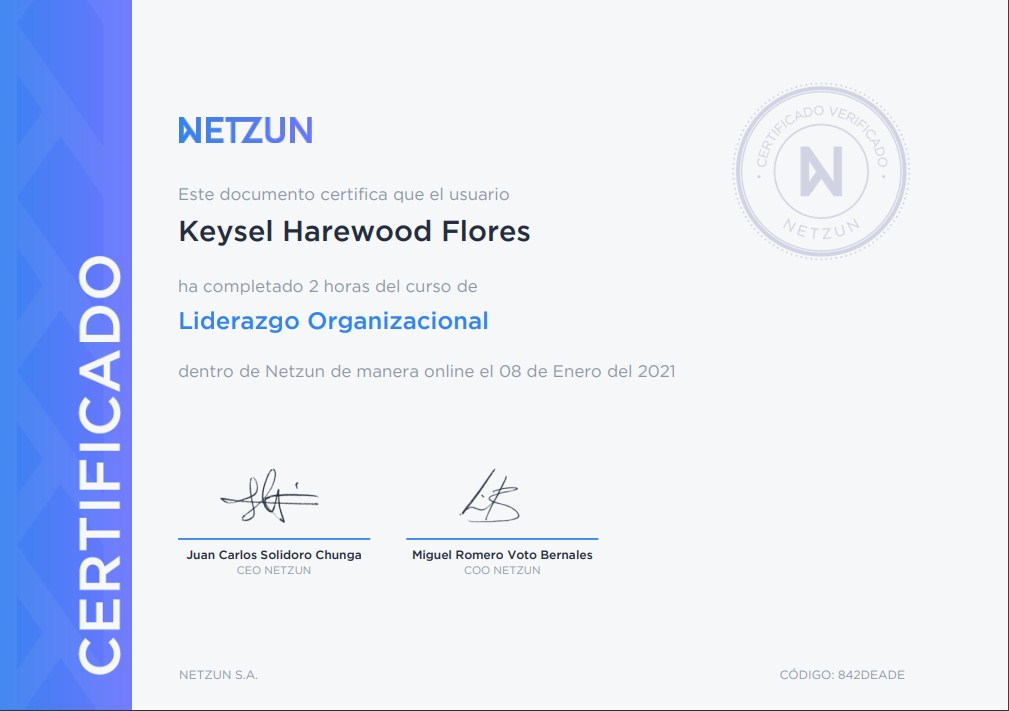 CERTIFICADO
NETZUN
CERTIFICADO VERIFICADO
NETZUN
Este documento certifica que el usuario
Keysel Harewood Flores
ha completado 2 horas del curso de
Liderazgo Organizacional
dentro de Netzun de manera online el 08 de Enero del 2021
Juan Carlos Solidoro Chunga
CEO NETZUN
Miguel Romero Voto Bernales
COO NETZUN
NETZUN S.A.
CÓDIGO: 842DEADE